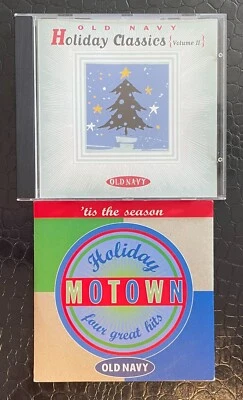 OLD NAVY
Holiday Classics {Volume II}
OLD NAVY
'tis the season
Holiday
MOTOWN
four great hits
OLD NAVY